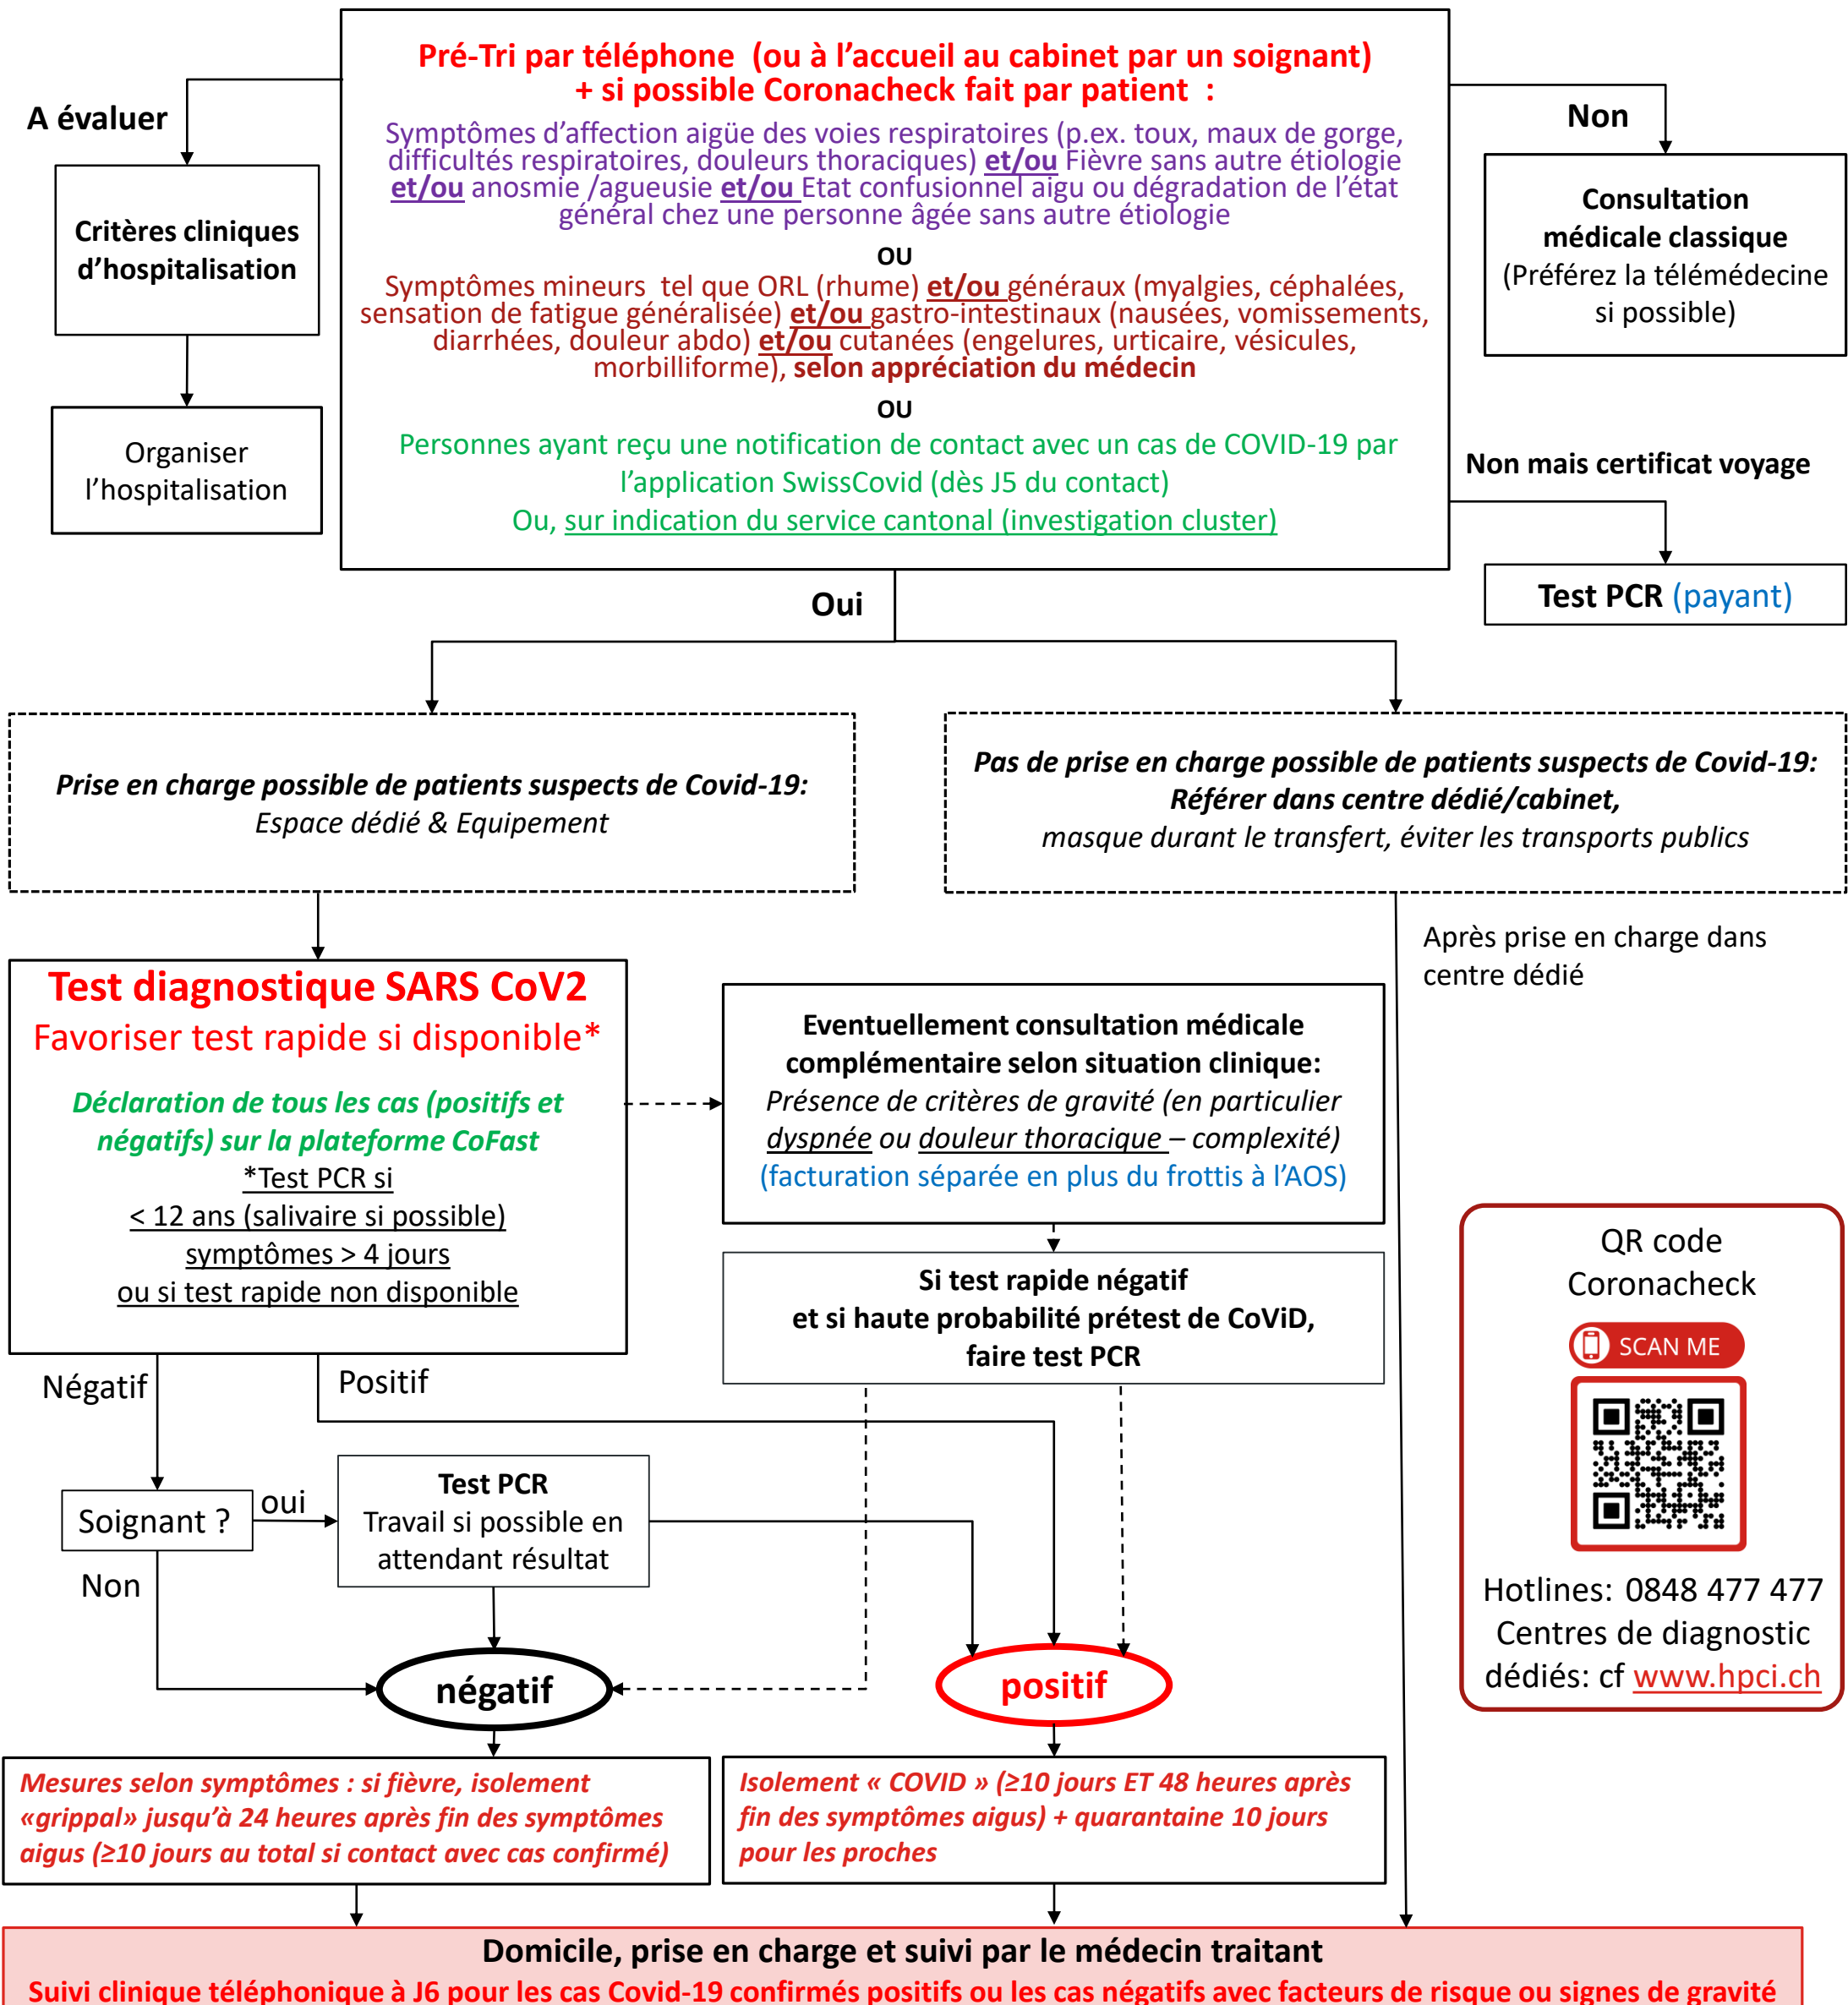 Pré-Tri par téléphone (ou à l'accueil au cabinet par un soignant)
+ si possible Coronacheck fait par patient :
Symptômes d'affection aigüe des voies respiratoires (p.ex. toux, maux de gorge,
difficultés respiratoires, douleurs thoraciques) et/ou Fièvre sans autre étiologie
et/ou anosmie /agueusie et/ou Etat confusionnel aigu ou dégradation de l'état
général chez une personne âgée sans autre étiologie
OU
Symptômes mineurs tel que ORL (rhume) et/ou généraux (myalgies, céphalées,
sensation de fatigue généralisée) et/ou gastro-intestinaux (nausées, vomissements,
diarrhées, douleur abdo) et/ou cutanées (engelures, urticaire, vésicules,
morbilliforme), selon appréciation du médecin
OU
Personnes ayant reçu une notification de contact avec un cas de COVID-19 par
l'application SwissCovid (dès J5 du contact)
Ou, sur indication du service cantonal (investigation cluster)
A évaluer
Critères cliniques
d'hospitalisation
Organiser
l'hospitalisation
Non
Consultation
médicale classique
(Préférez la télémédecine
si possible)
Non mais certificat voyage
Test PCR (payant)
Oui
Prise en charge possible de patients suspects de Covid-19:
Espace dédié & Equipement
Pas de prise en charge possible de patients suspects de Covid-19:
Référer dans centre dédié/cabinet,
masque durant le transfert, éviter les transports publics
Après prise en charge dans
centre dédié
Test diagnostique SARS CoV2
Favoriser test rapide si disponible*
Déclaration de tous les cas (positifs et
négatifs) sur la plateforme CoFast
*Test PCR si
< 12 ans (salivaire si possible)
symptômes > 4 jours
ou si test rapide non disponible
Eventuellement consultation médicale
complémentaire selon situation clinique:
Présence de critères de gravité (en particulier
dyspnée ou douleur thoracique – complexité)
(facturation séparée en plus du frottis à l'AOS)
Si test rapide négatif
et si haute probabilité prétest de CoViD,
faire test PCR
Négatif
Positif
Soignant ?
oui
Non
Test PCR
Travail si possible en
attendant résultat
négatif
positif
QR code
Coronacheck
SCAN ME
Hotlines: 0848 477 477
Centres de diagnostic
dédiés: cf www.hpci.ch
Mesures selon symptômes : si fièvre, isolement
«grippal» jusqu'à 24 heures après fin des symptômes
aigus (≥10 jours au total si contact avec cas confirmé)
Isolement « COVID » (≥10 jours ET 48 heures après
fin des symptômes aigus) + quarantaine 10 jours
pour les proches
Domicile, prise en charge et suivi par le médecin traitant
Suivi clinique téléphonique à J6 pour les cas Covid-19 confirmés positifs ou les cas négatifs avec facteurs de risque ou signes de gravité